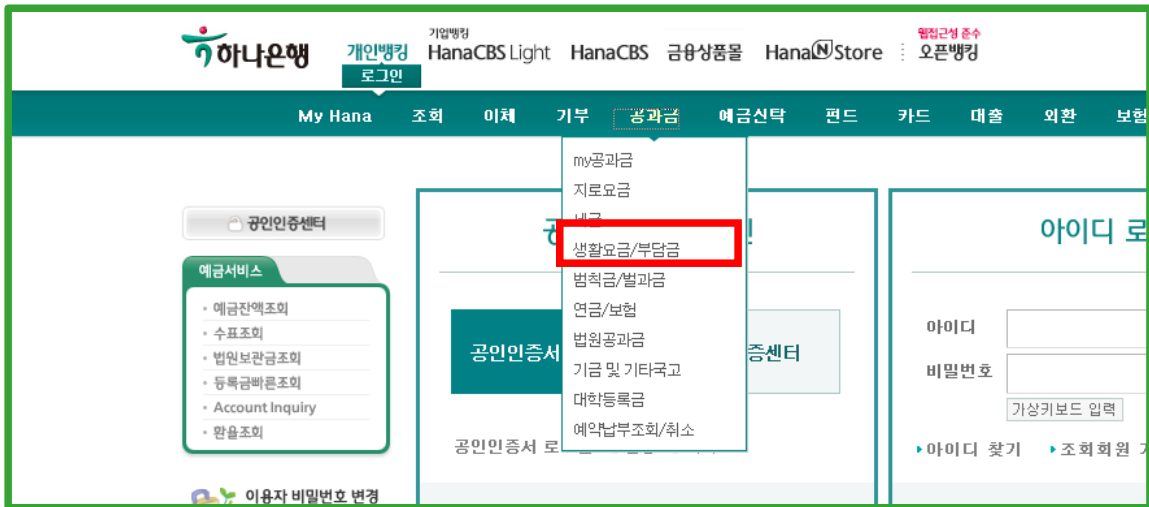 하나은행
개인뱅킹
로그인
기업뱅킹
HanaCBS Light HanaCBS 금융상품몰 Hana N Store
웹접근성 준수
오픈뱅킹
My Hana 조회 이체 기부 공과금 예금신탁 펀드 카드 대출 외환 보험
my공과금
지로요금
세금
생활요금/부담금
범칙금/벌과금
연금/보험
법원공과금
기금 및 기타국고
대학등록금
예약납부조회/취소
공인인증센터
예금서비스
예금잔액조회
수표조회
법원보관금조회
등록금빠른조회
Account Inquiry
환율조회
이용자 비밀번호 변경
공인인증서
증센터
공인인증서 로
아이디 로
아이디
비밀번호
가상키보드 입력
아이디 찾기 조회회원